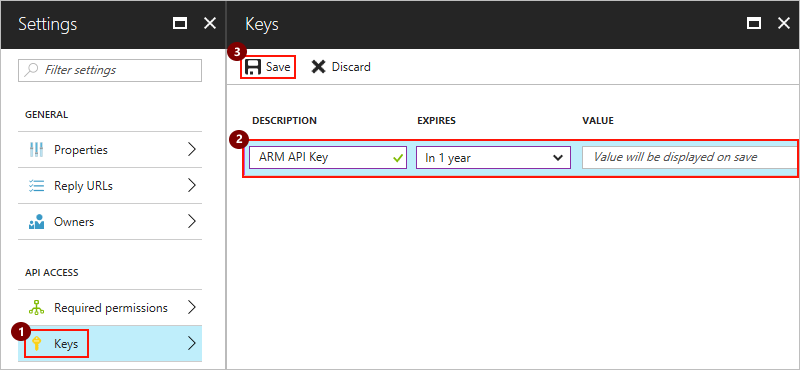 Settings
Filter settings
GENERAL
Properties
Reply URLs
Owners
API ACCESS
Required permissions
1
Keys
Keys
3
Save Discard
DESCRIPTION EXPIRES VALUE
2
ARM API Key In 1 year Value will be displayed on save